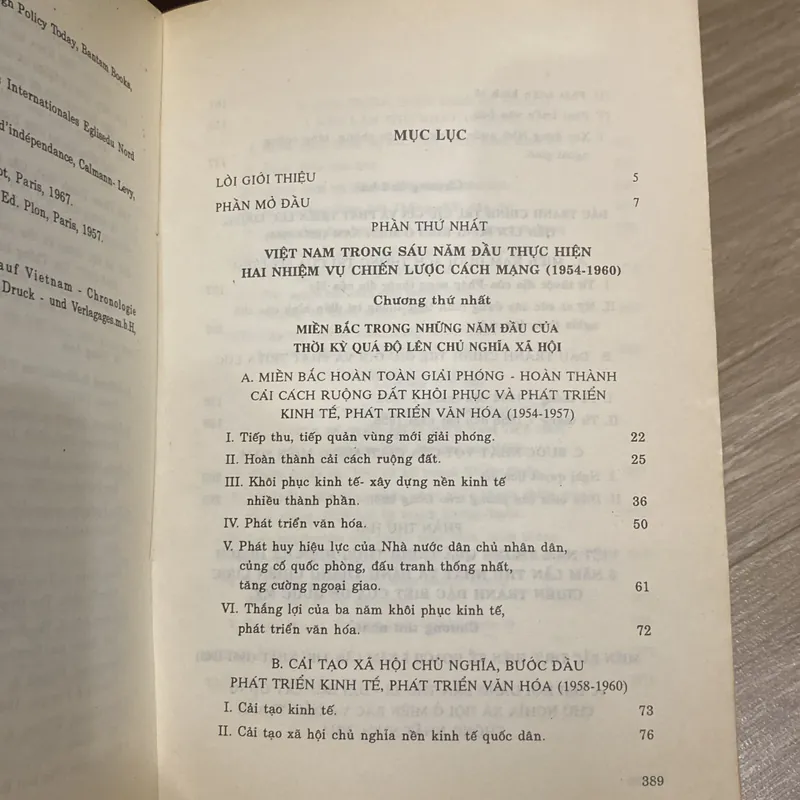 gn Policy Today, Bantam Books,
Internationales Eglisedu Nord
d'indépendance, Calmann-Levy,
ot, Paris, 1967.
Ed. Plon, Paris, 1957.
auf Vietnam - Chronologie
Druck - und Verlagages.m.b.H,
MỤC LỤC
LỜI GIỚI THIỆU 5
PHẦN MỞ ĐẦU 7
PHẦN THỨ NHẤT
VIỆT NAM TRONG SÁU NĂM ĐẦU THỰC HIỆN
HAI NHIỆM VỤ CHIẾN LƯỢC CÁCH MẠNG (1954-1960)
Chương thứ nhất
MIỀN BẮC TRONG NHỮNG NĂM ĐẦU CỦA
THỜI KỲ QUÁ ĐỘ LÊN CHỦ NGHĨA XÃ HỘI
A. MIỀN BẮC HOÀN TOÀN GIẢI PHÓNG - HOÀN THÀNH
CẢI CÁCH RUỘNG ĐẤT KHÔI PHỤC VÀ PHÁT TRIỂN
KINH TẾ, PHÁT TRIỂN VĂN HÓA (1954-1957)
I. Tiếp thu, tiếp quản vùng mới giải phóng. 22
II. Hoàn thành cải cách ruộng đất. 25
III. Khôi phục kinh tế- xây dựng nền kinh tế
nhiều thành phần. 36
IV. Phát triển văn hóa. 50
V. Phát huy hiệu lực của Nhà nước dân chủ nhân dân,
củng cố quốc phòng, đấu tranh thống nhất,
tăng cường ngoại giao. 61
VI. Thắng lợi của ba năm khôi phục kinh tế,
phát triển văn hóa. 72
B. CẢI TẠO XÃ HỘI CHỦ NGHĨA, BƯỚC ĐẦU
PHÁT TRIỂN KINH TẾ, PHÁT TRIỂN VĂN HÓA (1958-1960)
I. Cải tạo kinh tế. 73
II. Cải tạo xã hội chủ nghĩa nền kinh tế quốc dân. 76
389